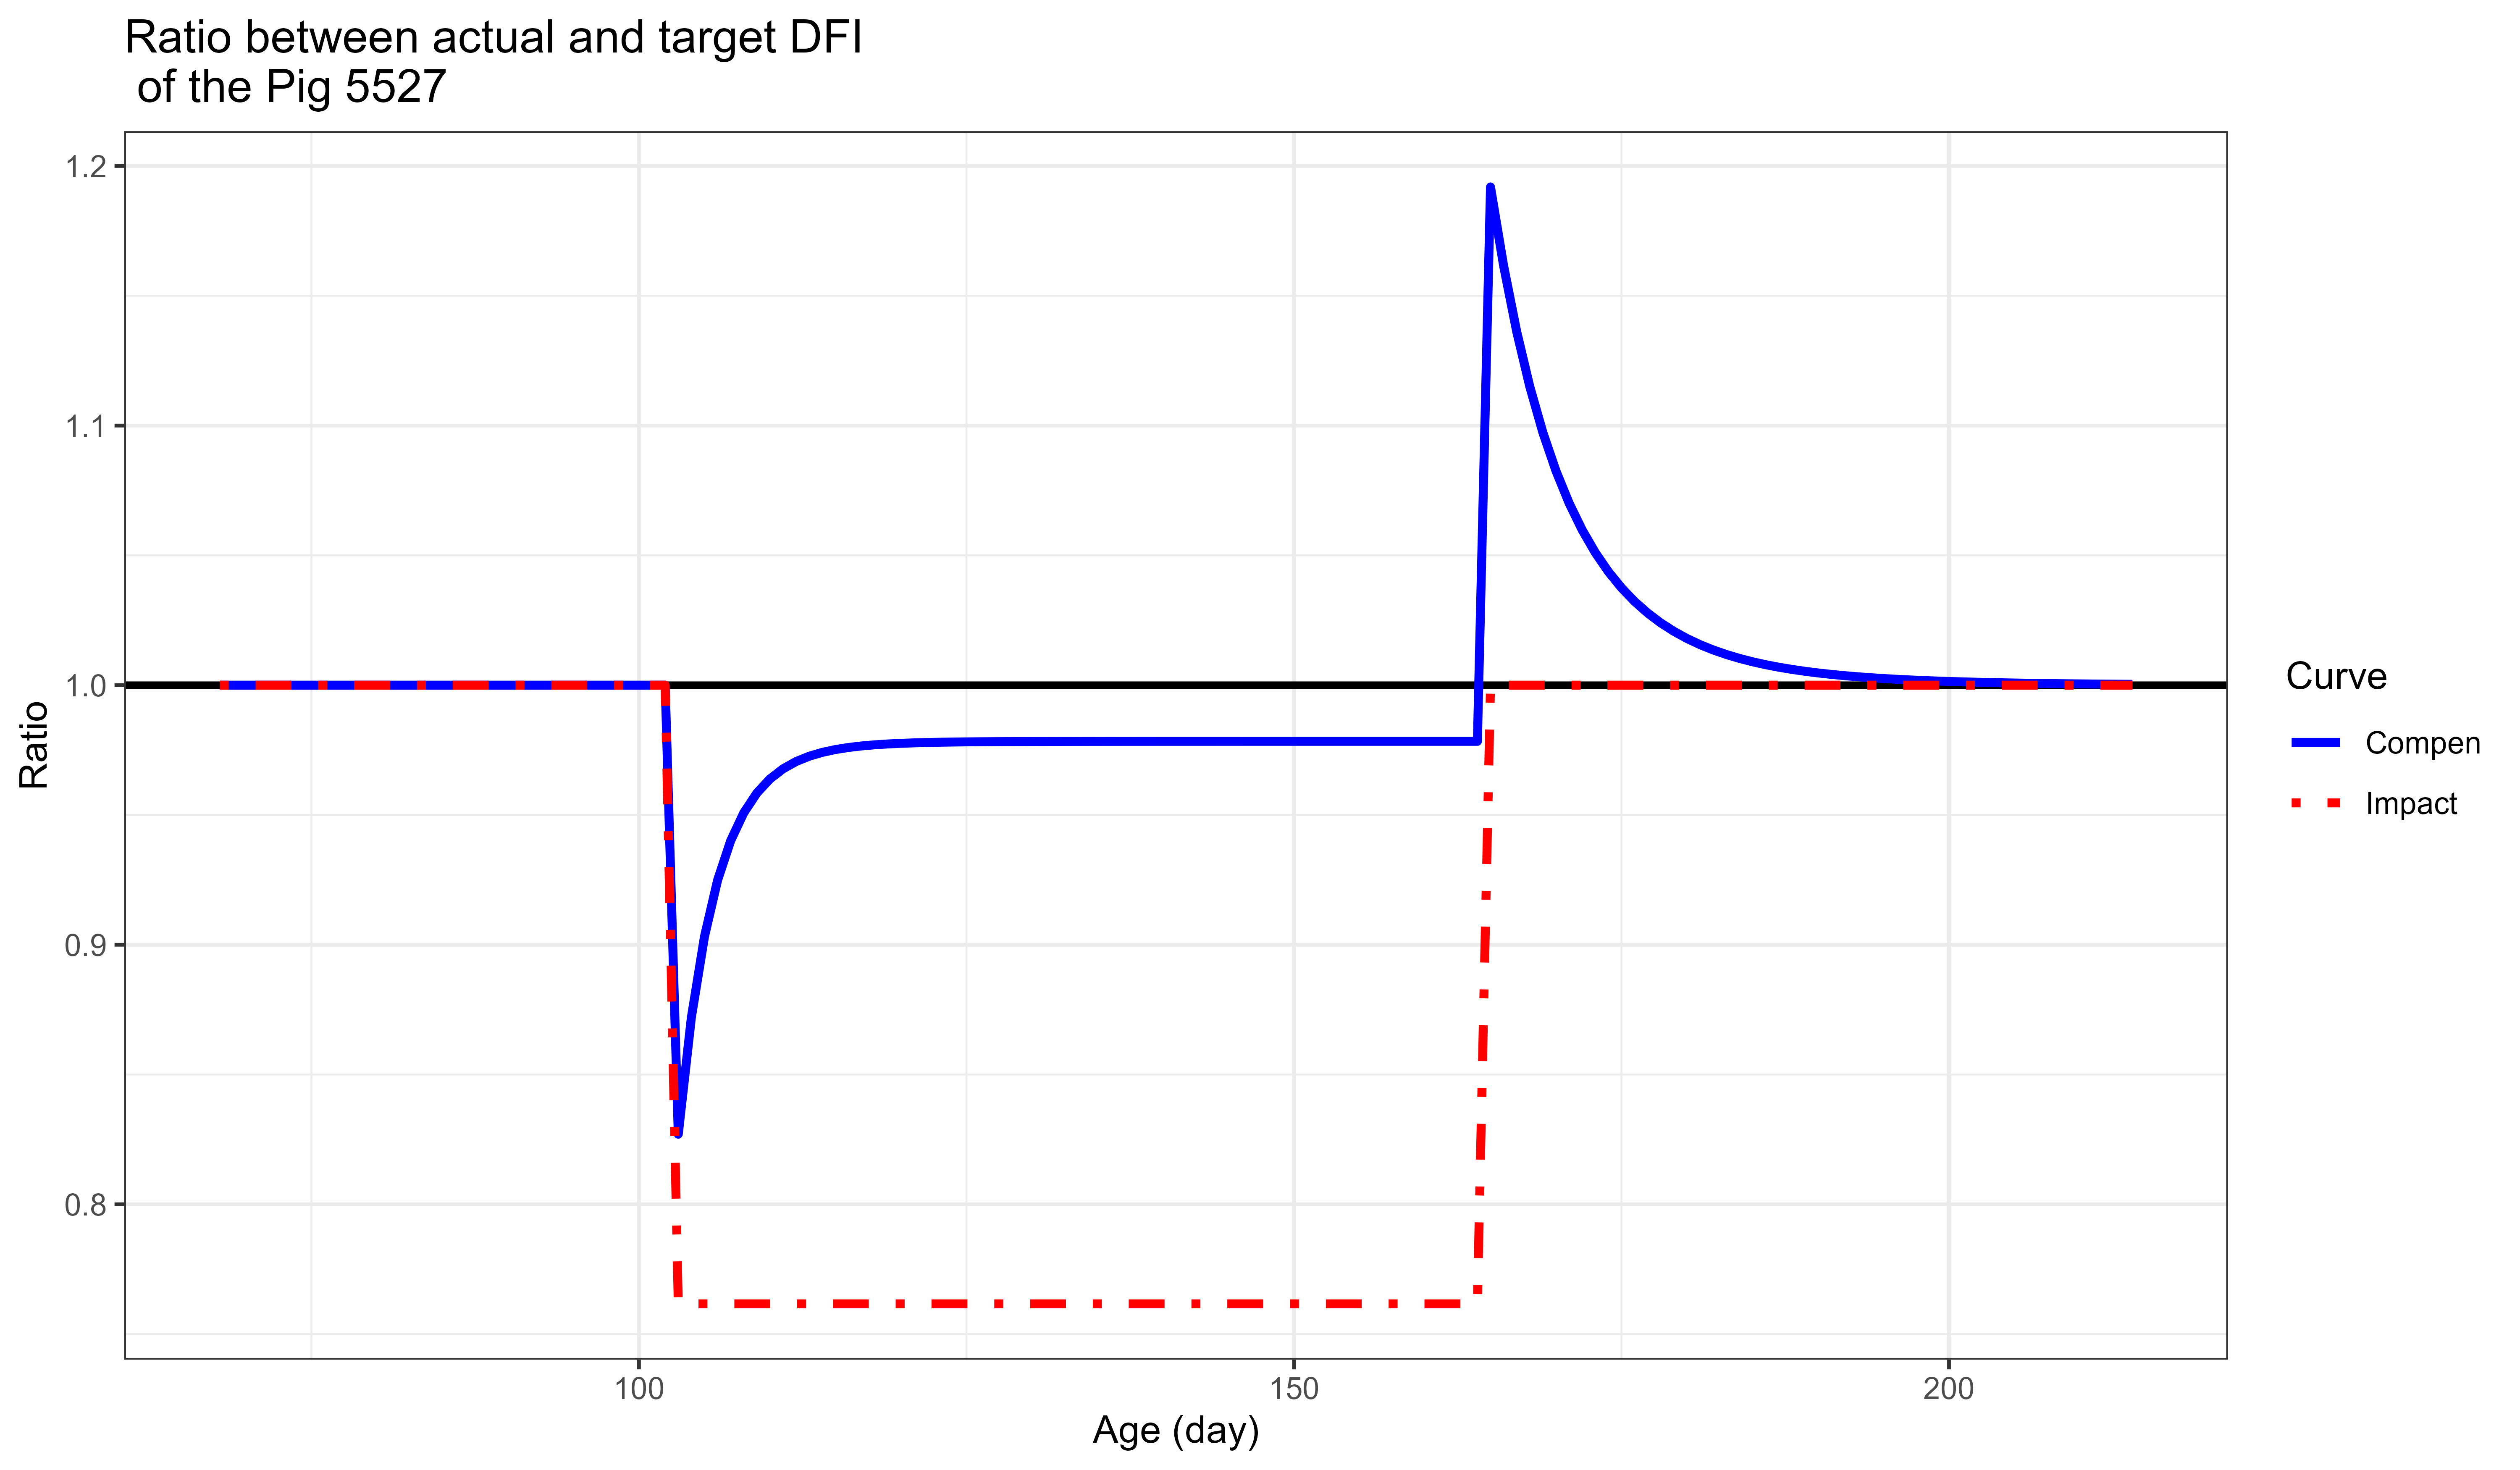 Ratio between actual and target DFI
of the Pig 5527
1.2
1.1
1.0
0.9
0.8
Ratio
100
150
200
Age (day)
Curve
Compen
Impact